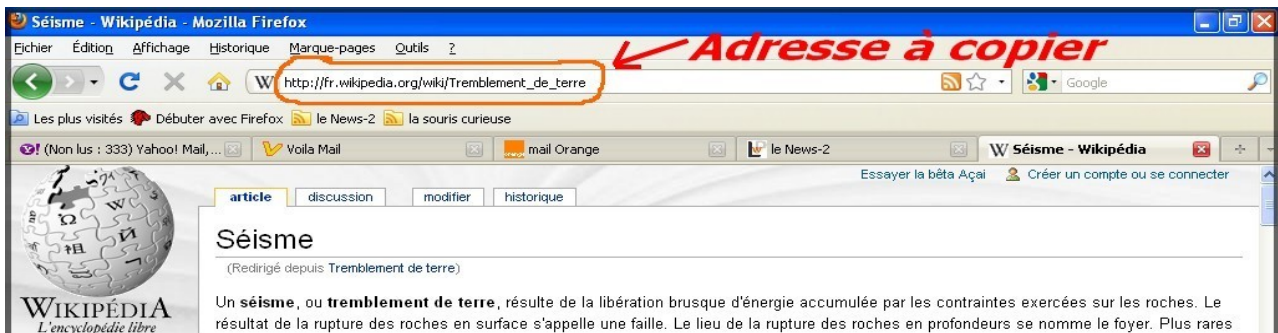 Séisme - Wikipédia - Mozilla Firefox
Fichier Édition Affichage Historique Marque-pages Outils ?
Adresse à copier
W http://fr.wikipedia.org/wiki/Tremblement_de_terre Google
Les plus visités Débuter avec Firefox le News-2 la souris curieuse
(Non lus : 333) Yahoo! Mail,... Voila Mail mail Orange le News-2 W Séisme - Wikipédia
Essayer la bêta Açai Créer un compte ou se connecter
article discussion modifier historique
Séisme
(Redirigé depuis Tremblement de terre)
WIKIPÉDIA
L'encyclopédie libre
Un séisme, ou tremblement de terre, résulte de la libération brusque d'énergie accumulée par les contraintes exercées sur les roches. Le
résultat de la rupture des roches en surface s'appelle une faille. Le lieu de la rupture des roches en profondeurs se nomme le foyer. Plus rares